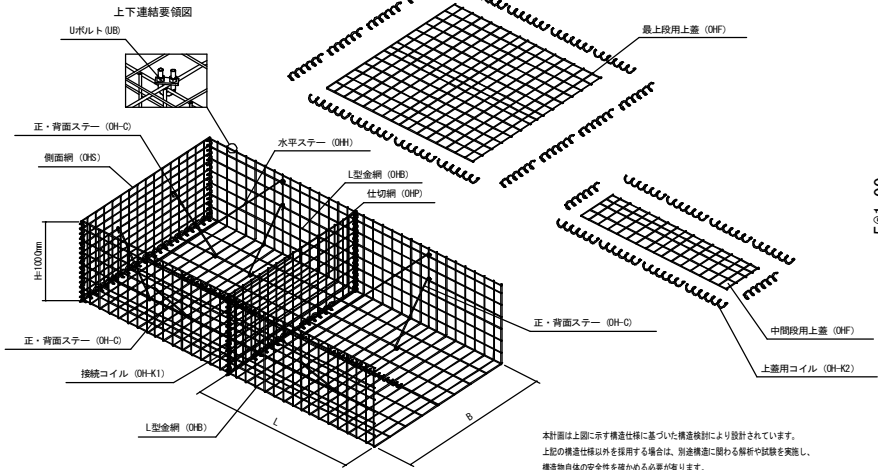 上下連結要領図
Uボルト(UB)
最上段用上蓋 (OHF)
正・背面ステー (OH-C)
水平ステー (OHH)
側面網 (OHS)
L型金網 (OHB)
仕切網 (OHP)
H=1000mm
正・背面ステー (OH-C)
正・背面ステー (OH-C)
中間段用上蓋 (OHF)
接続コイル (OH-K1)
上蓋用コイル (OH-K2)
L型金網 (OHB)
L
B
本計画は上図に示す構造仕様に基づいた構造検討により設計されています。
上記の構造仕様以外を採用する場合は、別途構造に関わる解析や試験を実施し、
構造物自体の安全性を確かめる必要が有ります。